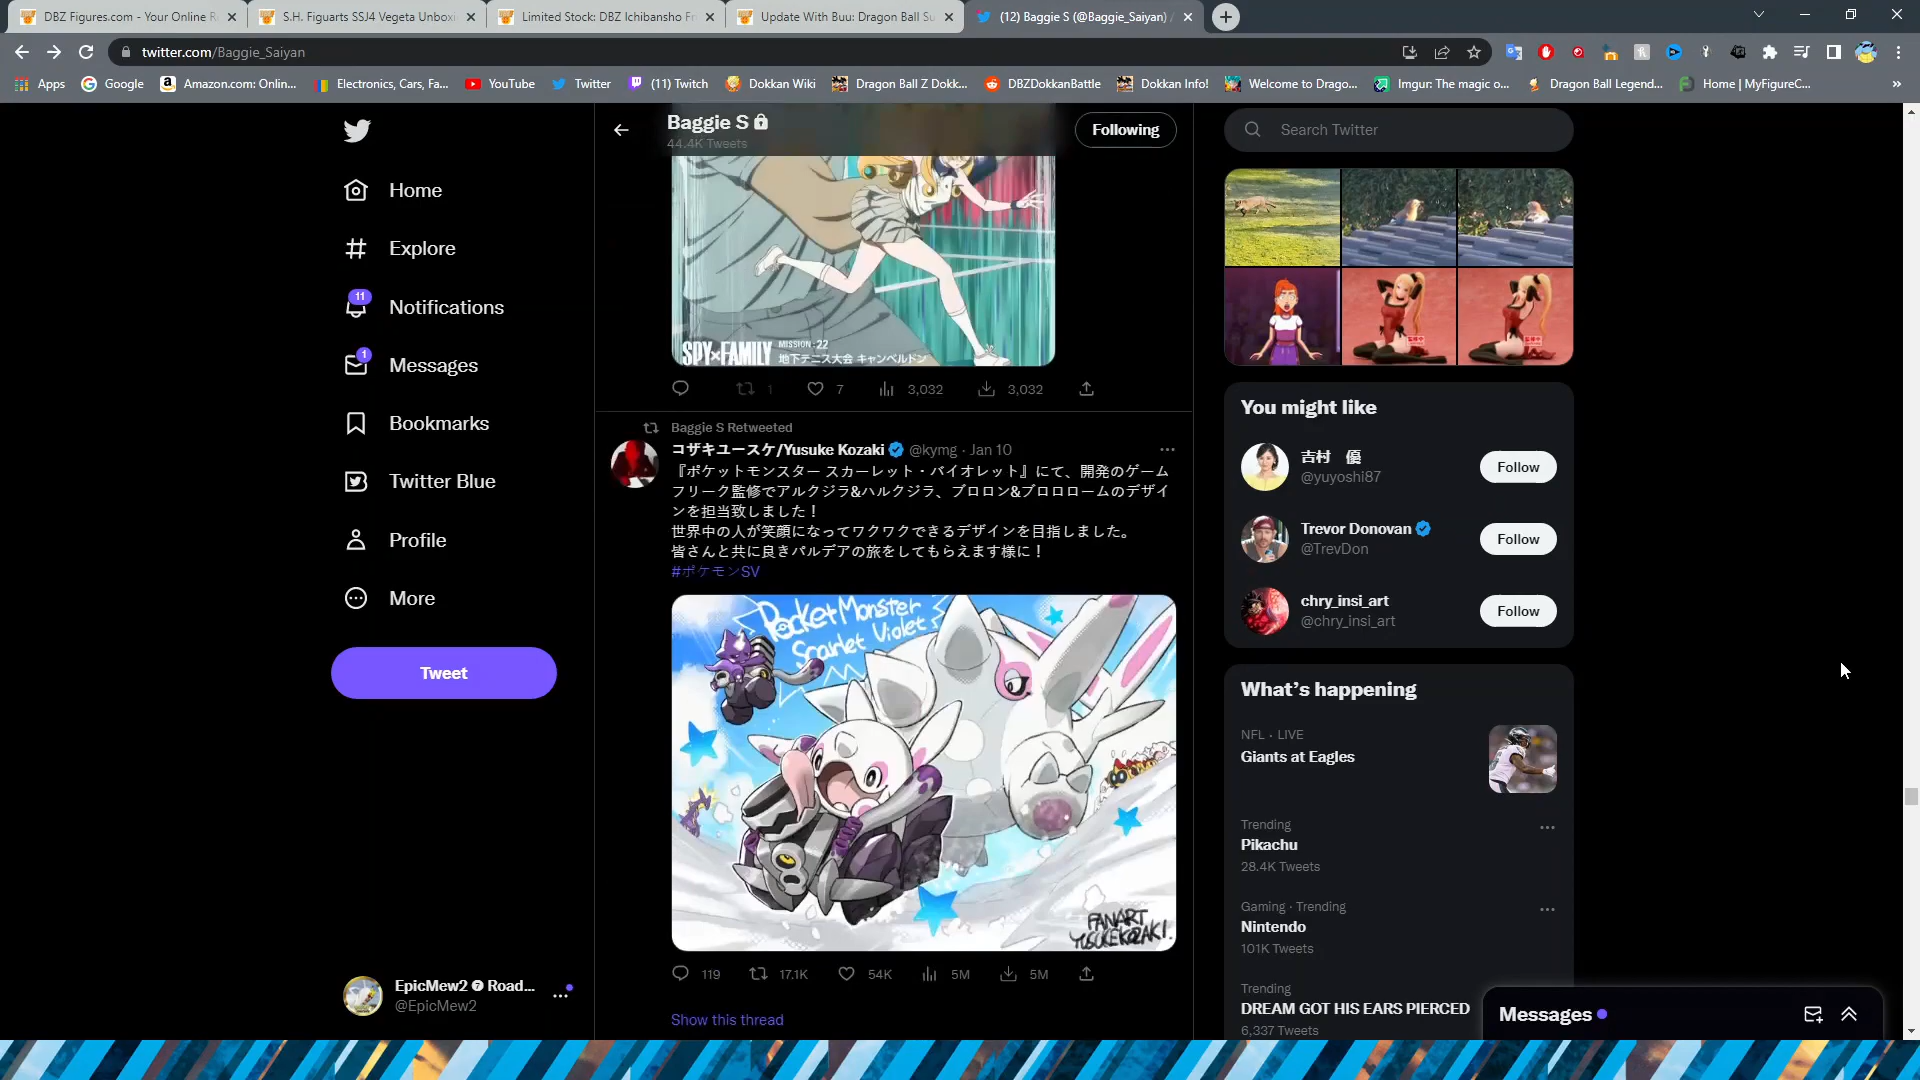 DBZ Figures.com - Your Online R
S.H. Figuarts SSJ4 Vegeta Unboxi
Limited Stock: DBZ Ichibansho Fr
Update With Buu: Dragon Ball Su
(12) Baggie S (@Baggie_Saiyan) /
twitter.com/Baggie_Saiyan
Apps
Google
Amazon.com: Onlin...
Electronics, Cars, Fa...
YouTube
Twitter
(11) Twitch
Dokkan Wiki
Dragon Ball Z Dokk...
DBZDokkanBattle
Dokkan Info!
Welcome to Drago...
Imgur: The magic o...
Dragon Ball Legend...
Home | MyFigureC...
Home
Explore
11
Notifications
1
Messages
Bookmarks
Twitter Blue
Profile
More
Tweet
EpicMew2 ❼ Road...
@EpicMew2
Baggie S
44.4K Tweets
Following
SPY×FAMILY
MISSION·22
地下テニス大会 キャンベルドン
1
7
3,032
3,032
Baggie S Retweeted
コザキユースケ/Yusuke Kozaki @kymg · Jan 10
『ポケットモンスター スカーレット・バイオレット』にて、開発のゲーム
フリーク監修でアルクジラ&ハルクジラ、ブロロン&ブロロロームのデザイ
ンを担当致しました！
世界中の人が笑顔になってワクワクできるデザインを目指しました。
皆さんと共に良きパルデアの旅をしてもらえます様に！
#ポケモンSV
Pocket Monster
Scarlet Violet
FANART
YUSUKE KOZAKI.
119
17.1K
54K
5M
5M
Show this thread
Search Twitter
You might like
吉村 優
@yuyoshi87
Follow
Trevor Donovan
@TrevDon
Follow
chry_insi_art
@chry_insi_art
Follow
What's happening
NFL · LIVE
Giants at Eagles
Trending
Pikachu
28.4K Tweets
Gaming · Trending
Nintendo
101K Tweets
Trending
DREAM GOT HIS EARS PIERCED
6,337 Tweets
Messages